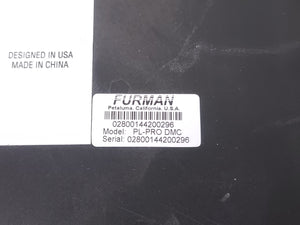 DESIGNED IN USA
MADE IN CHINA
FURMAN
Petaluma, California, U.S.A.
02800144200296
Model: PL-PRO DMC
Serial: 02800144200296